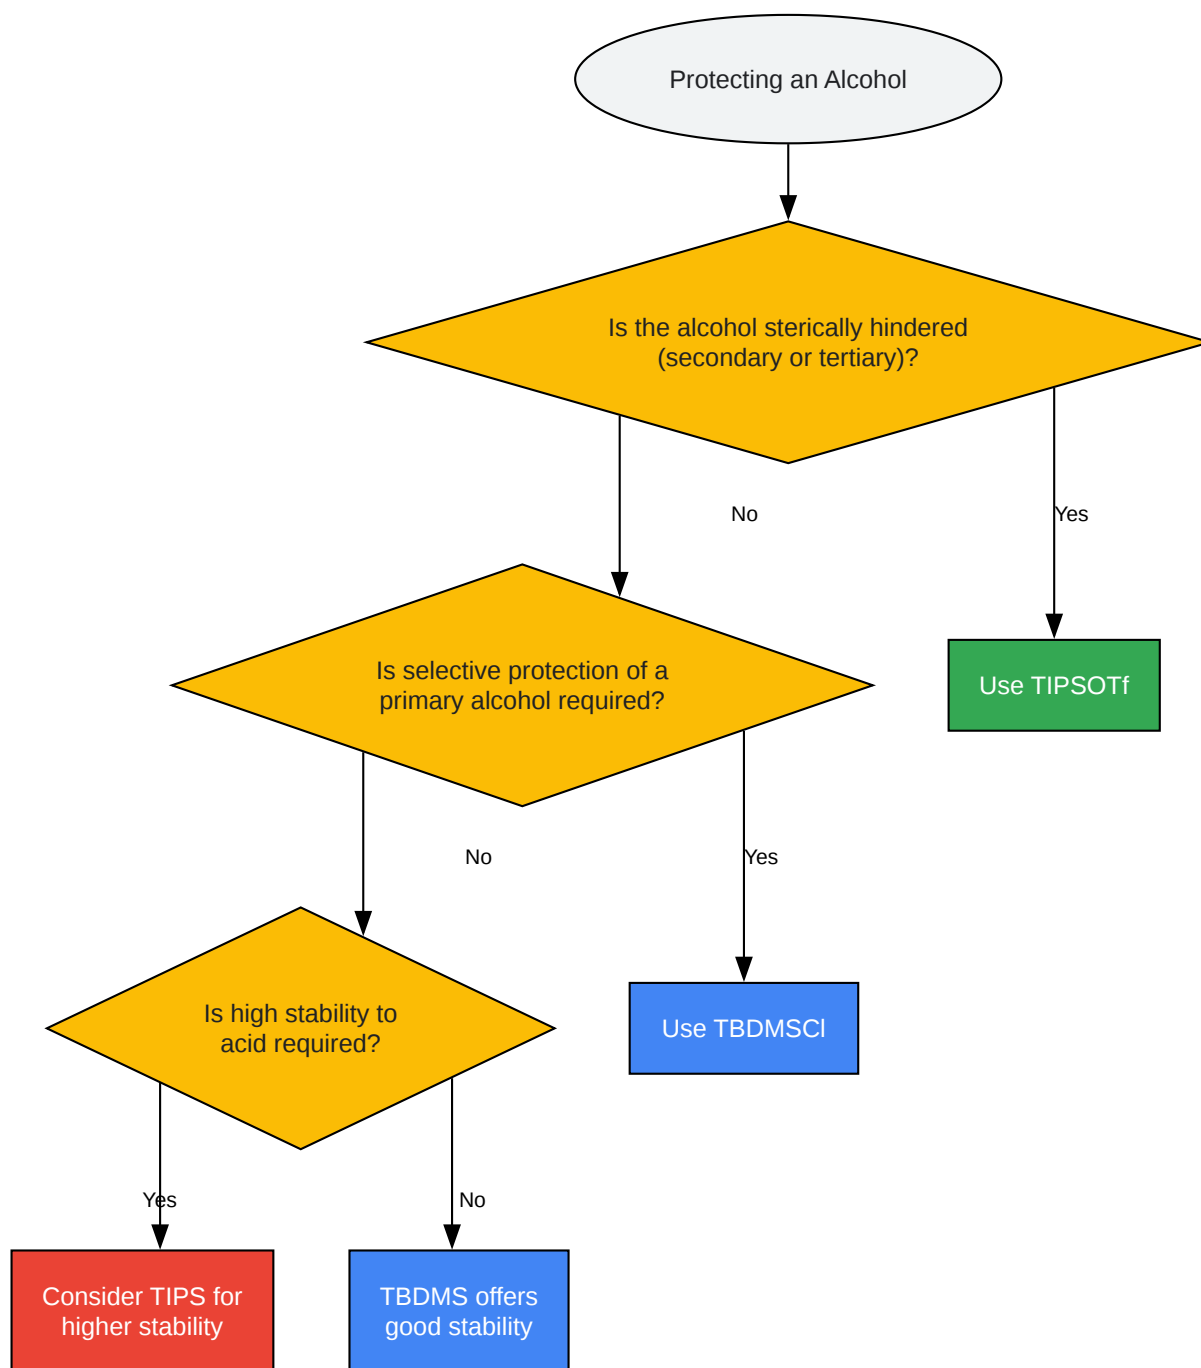 Protecting an Alcohol
Is the alcohol sterically hindered
(secondary or tertiary)?
No
Yes
Is selective protection of a
primary alcohol required?
Use TIPSOTf
No
Yes
Is high stability to
acid required?
Use TBDMSCl
Yes
No
Consider TIPS for
higher stability
TBDMS offers
good stability